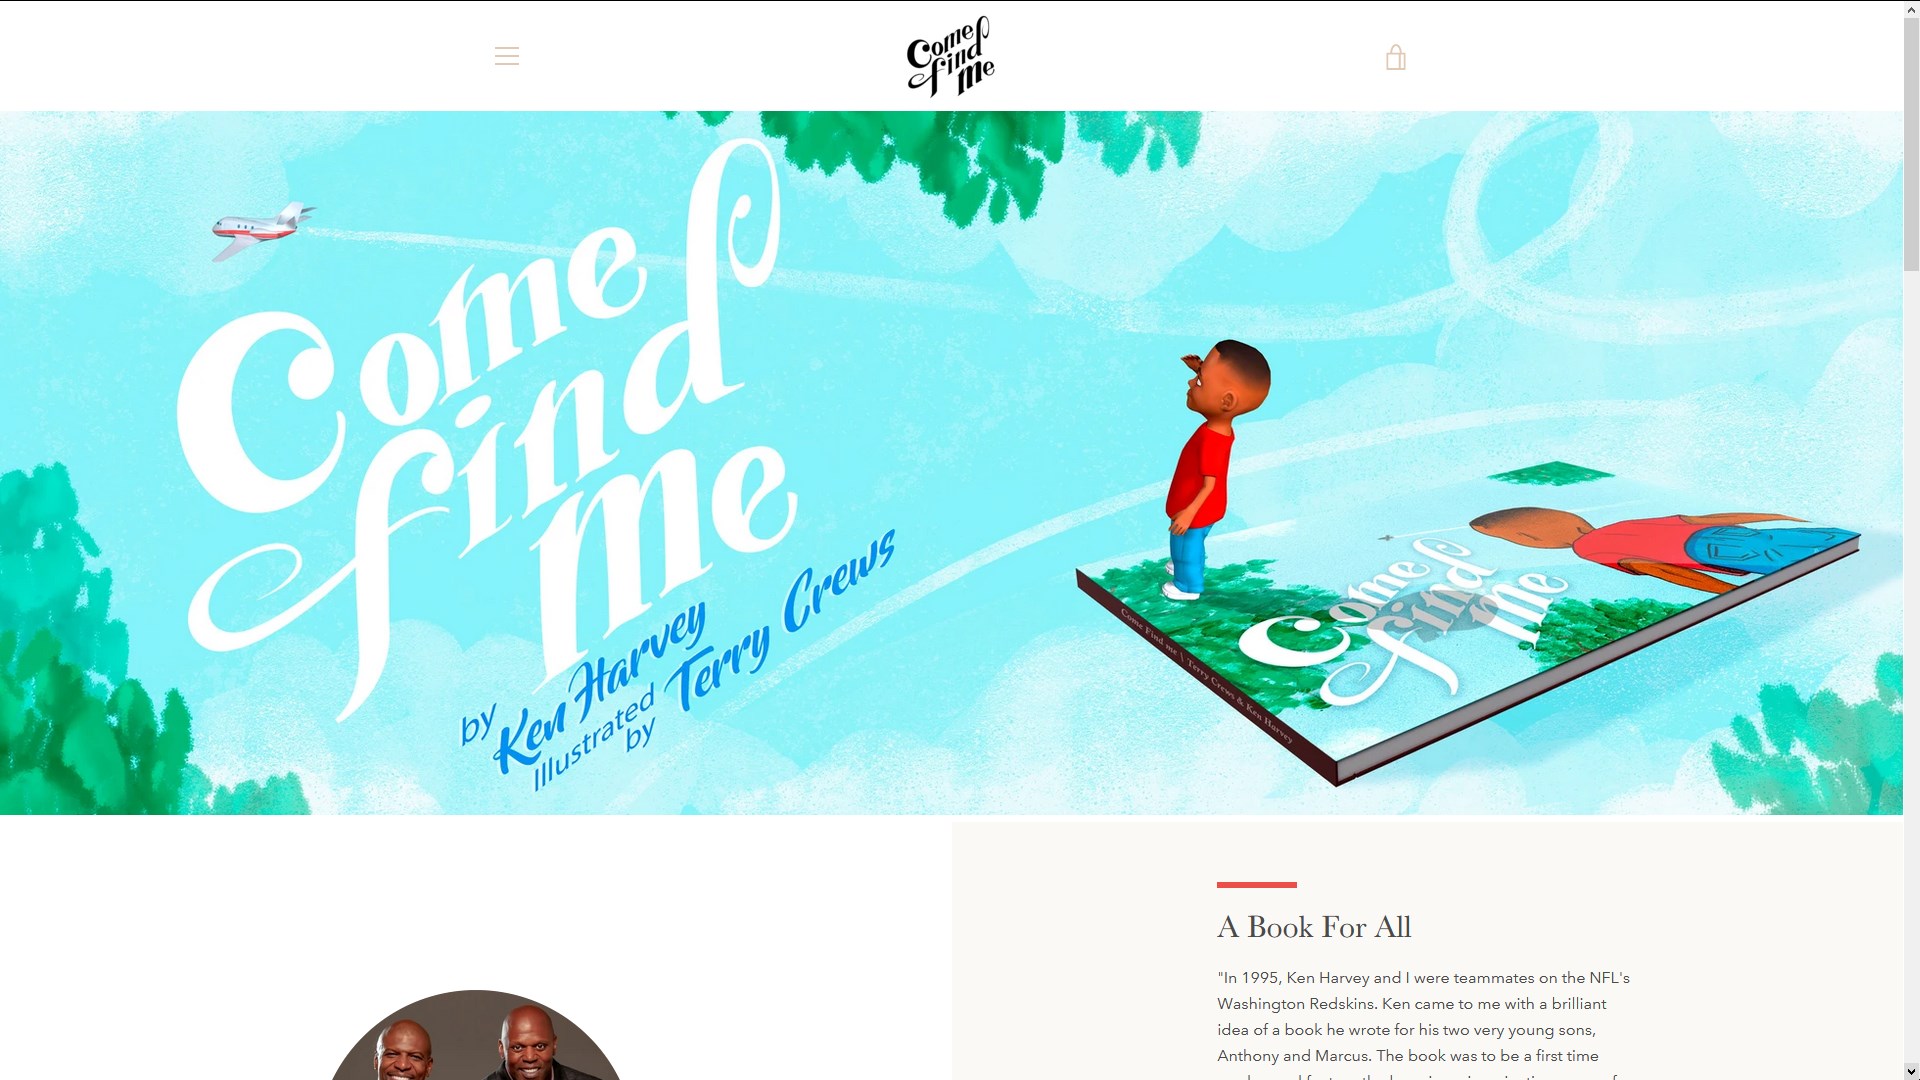 Come
find
me
Come
find
me
by Ken Harvey
Illustrated by Terry Crews
Come
find
me
Come Find me \ Terry Crews & Ken Harvey
A Book For All
"In 1995, Ken Harvey and I were teammates on the NFL's
Washington Redskins. Ken came to me with a brilliant
idea of a book he wrote for his two very young sons,
Anthony and Marcus. The book was to be a first time